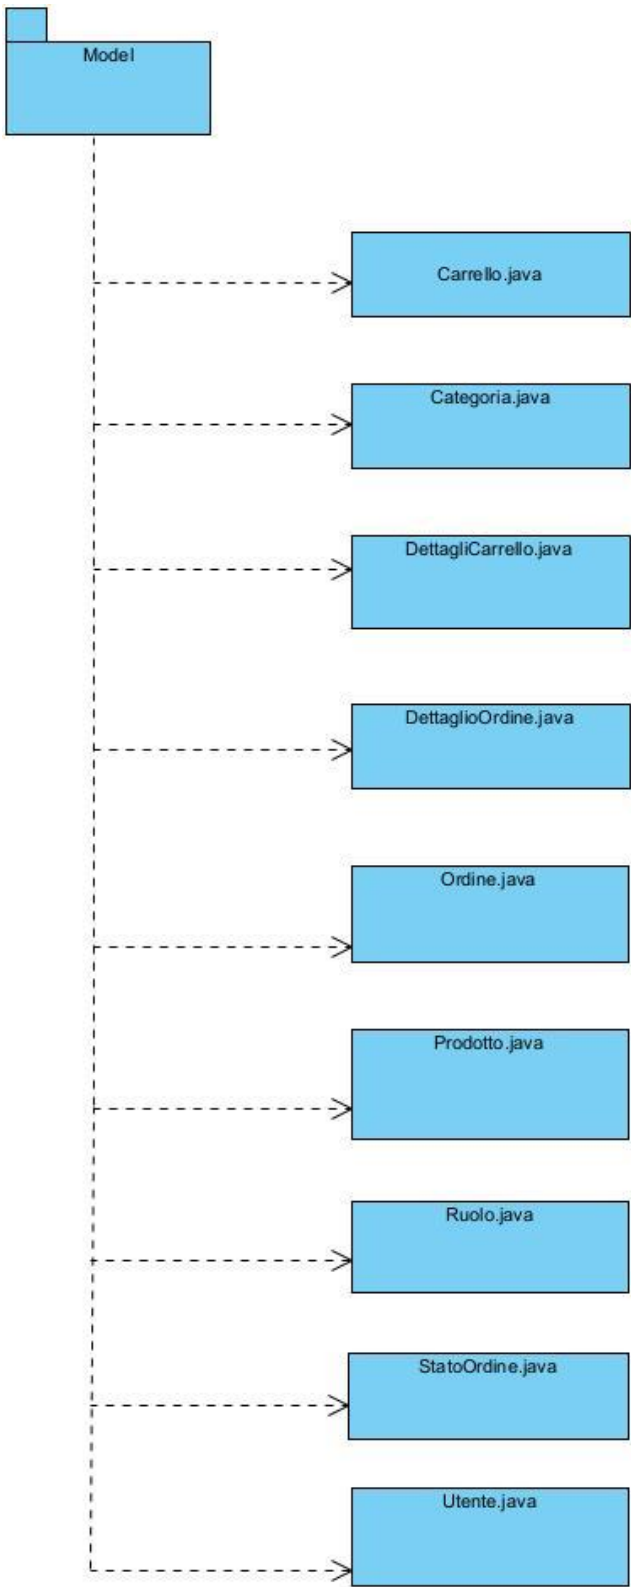 Model
Carrello.java
Categoria.java
DettagliCarrello.java
DettaglioOrdine.java
Ordine.java
Prodotto.java
Ruolo.java
StatoOrdine.java
Utente.java